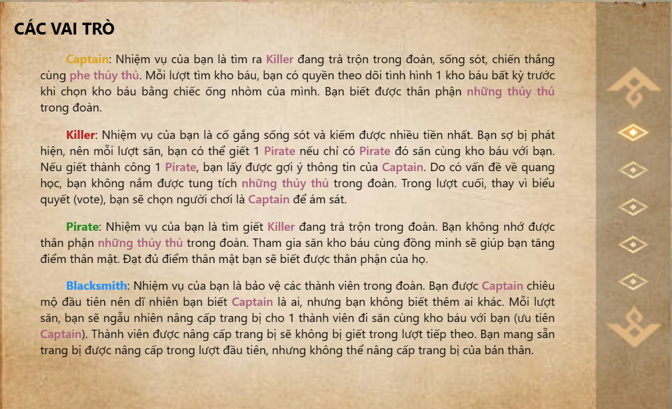 CÁC VAI TRÒ
Captain: Nhiệm vụ của bạn là tìm ra Killer đang trà trộn trong đoàn, sống sót, chiến thắng
cùng phe thủy thủ. Mỗi lượt tìm kho báu, bạn có quyền theo dõi tình hình 1 kho báu bất kỳ trước
khi chọn kho báu bằng chiếc ống nhòm của mình. Bạn biết được thân phận những thủy thủ
trong đoàn.
Killer: Nhiệm vụ của bạn là cố gắng sống sót và kiếm được nhiều tiền nhất. Bạn sợ bị phát
hiện, nên mỗi lượt săn, bạn có thể giết 1 Pirate nếu chỉ có Pirate đó săn cùng kho báu với bạn.
Nếu giết thành công 1 Pirate, bạn lấy được gợi ý thông tin của Captain. Do có vấn đề về quang
học, bạn không nắm được tung tích những thủy thủ trong đoàn. Trong lượt cuối, thay vì biểu
quyết (vote), bạn sẽ chọn người chơi là Captain để ám sát.
Pirate: Nhiệm vụ của bạn là tìm giết Killer đang trà trộn trong đoàn. Bạn không nhớ được
thân phận những thủy thủ trong đoàn. Tham gia săn kho báu cùng đồng minh sẽ giúp bạn tăng
điểm thân mật. Đạt đủ điểm thân mật bạn sẽ biết được thân phận của họ.
Blacksmith: Nhiệm vụ của bạn là bảo vệ các thành viên trong đoàn. Bạn được Captain chiêu
mộ đầu tiên nên dĩ nhiên bạn biết Captain là ai, nhưng bạn không biết thêm ai khác. Mỗi lượt
săn, bạn sẽ ngẫu nhiên nâng cấp trang bị cho 1 thành viên đi săn cùng kho báu với bạn (ưu tiên
Captain). Thành viên được nâng cấp trang bị sẽ không bị giết trong lượt tiếp theo. Bạn mang sẵn
trang bị được nâng cấp trong lượt đầu tiên, nhưng không thể nâng cấp trang bị của bản thân.